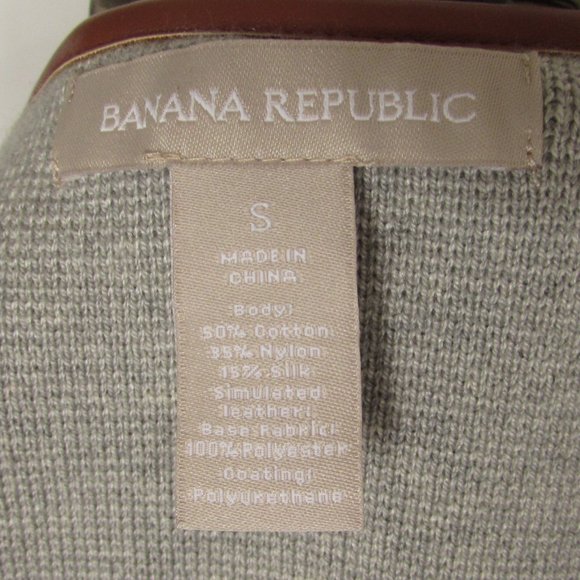 BANANA REPUBLIC
S
MADE IN
CHINA
Body:
50% Cotton
35% Nylon
15% Silk
Simulated
leather:
Base Fabric:
100% Polyester
Coating:
Polyurethane